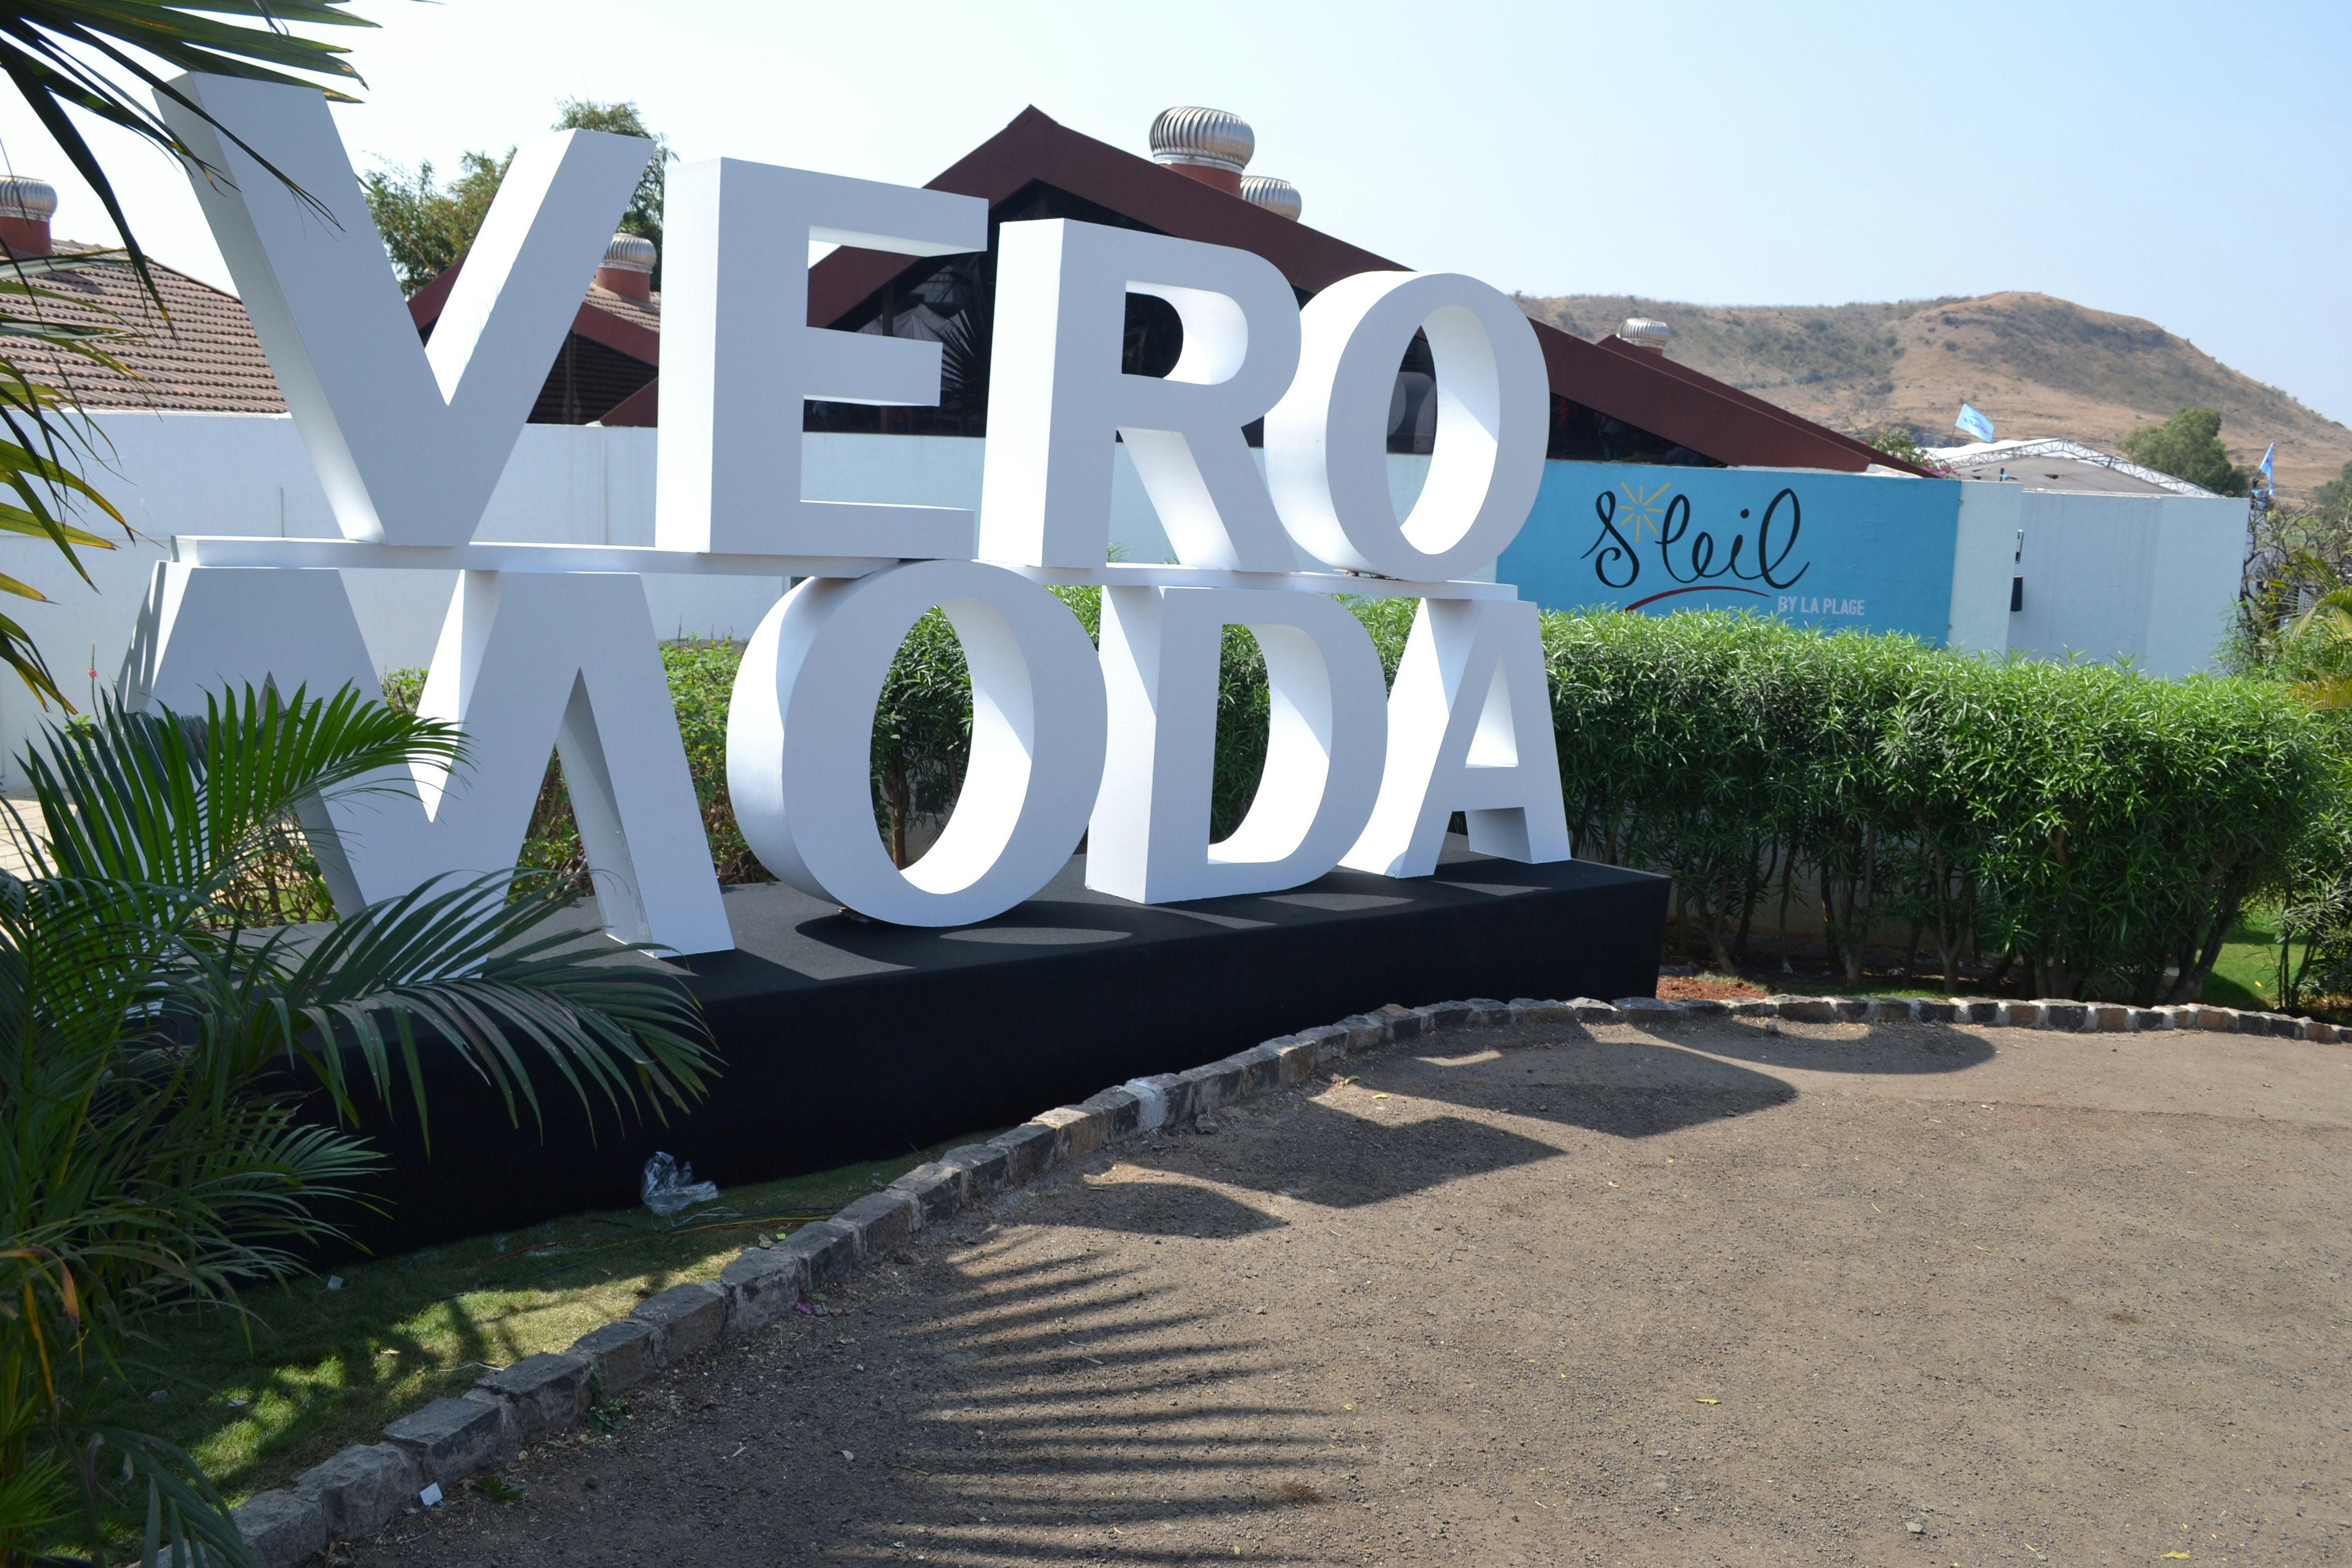 VERO
MODA
Soleil
BY LA PLAGE